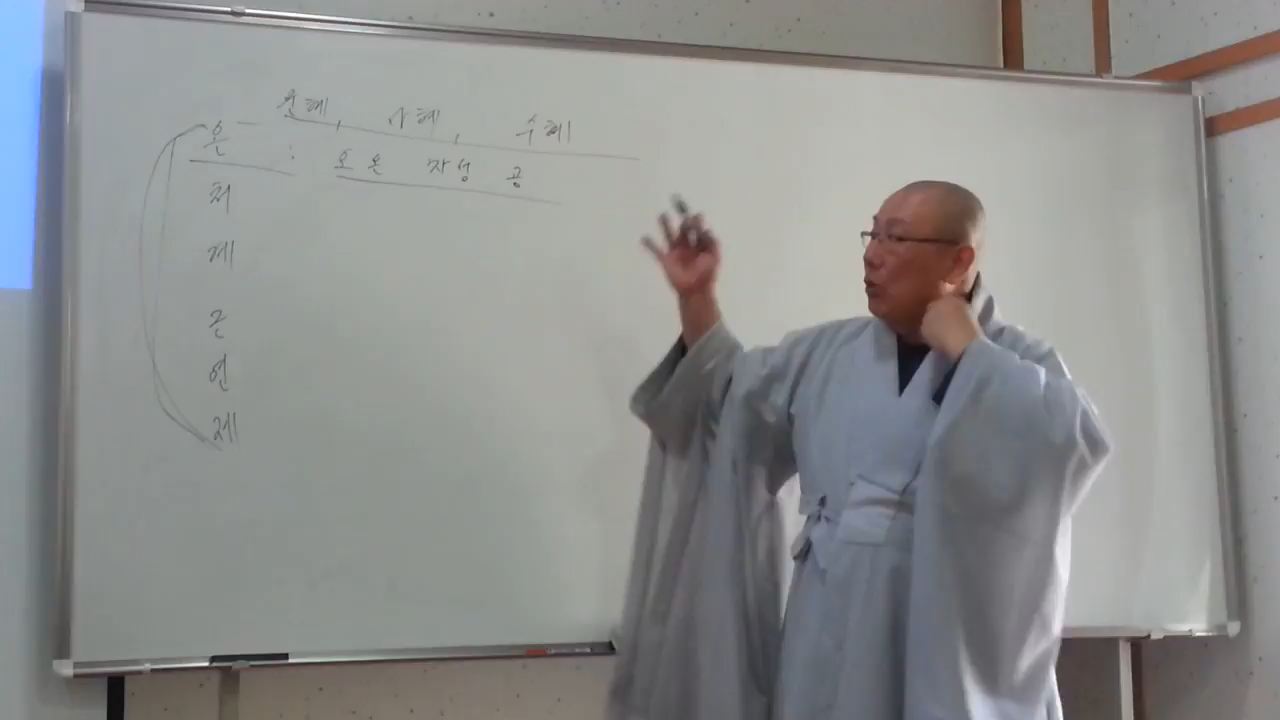 문혜, 사혜, 수혜
온 : 오온 자성 공
처
계
근
연
제